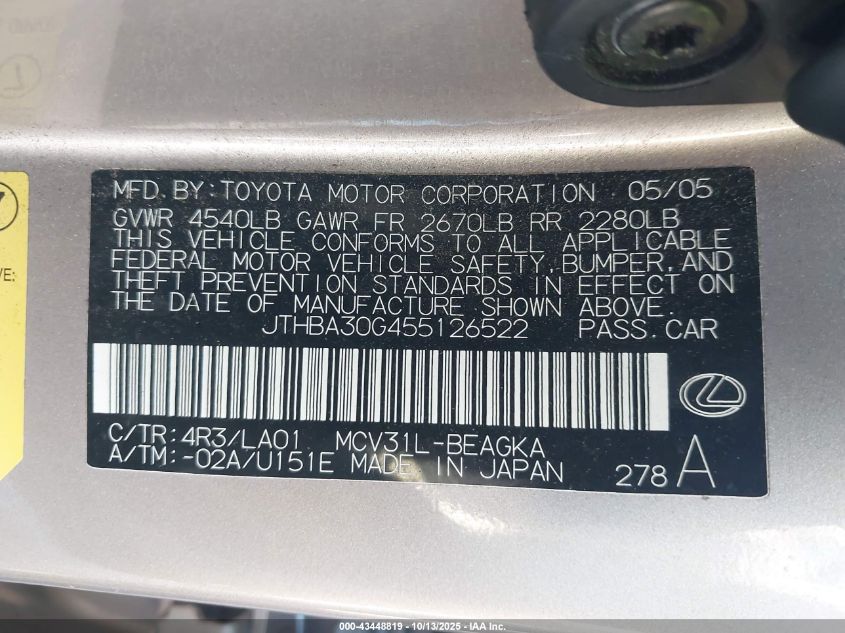 MFD. BY: TOYOTA MOTOR CORPORATION 05/05
GVWR 4540LB GAWR FR 2670LB RR 2280LB
THIS VEHICLE CONFORMS TO ALL APPLICABLE
FEDERAL MOTOR VEHICLE SAFETY, BUMPER, AND
THEFT PREVENTION STANDARDS IN EFFECT ON
THE DATE OF MANUFACTURE SHOWN ABOVE.
JTHBA30G455126522 PASS. CAR
C/TR: 4R3/LA01 MCV31L-BEAGKA
A/TM: -02A/U151E MADE IN JAPAN
278 A
000-43448819 | 10/13/2025 - IAA Inc.